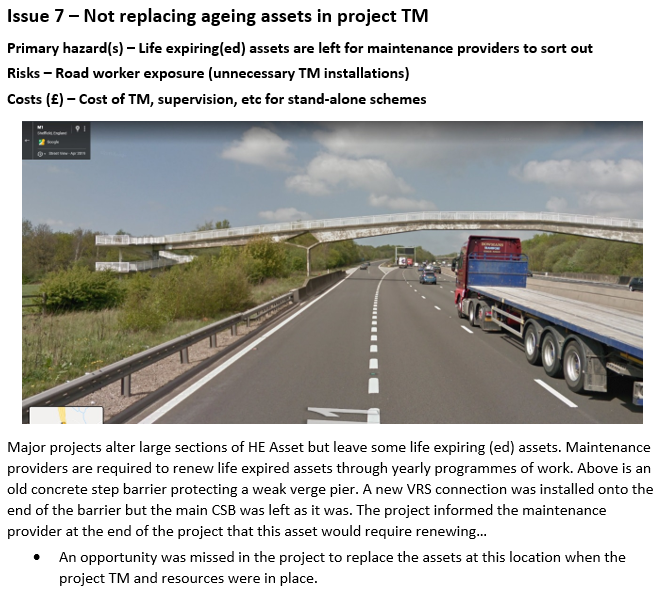 Issue 7 – Not replacing ageing assets in project TM
Primary hazard(s) – Life expiring(ed) assets are left for maintenance providers to sort out
Risks – Road worker exposure (unnecessary TM installations)
Costs (£) – Cost of TM, supervision, etc for stand-alone schemes
M1
Sheffield, England
Google
Street View - Apr 2015
Major projects alter large sections of HE Asset but leave some life expiring (ed) assets. Maintenance
providers are required to renew life expired assets through yearly programmes of work. Above is an
old concrete step barrier protecting a weak verge pier. A new VRS connection was installed onto the
end of the barrier but the main CSB was left as it was. The project informed the maintenance
provider at the end of the project that this asset would require renewing…
• An opportunity was missed in the project to replace the assets at this location when the
project TM and resources were in place.